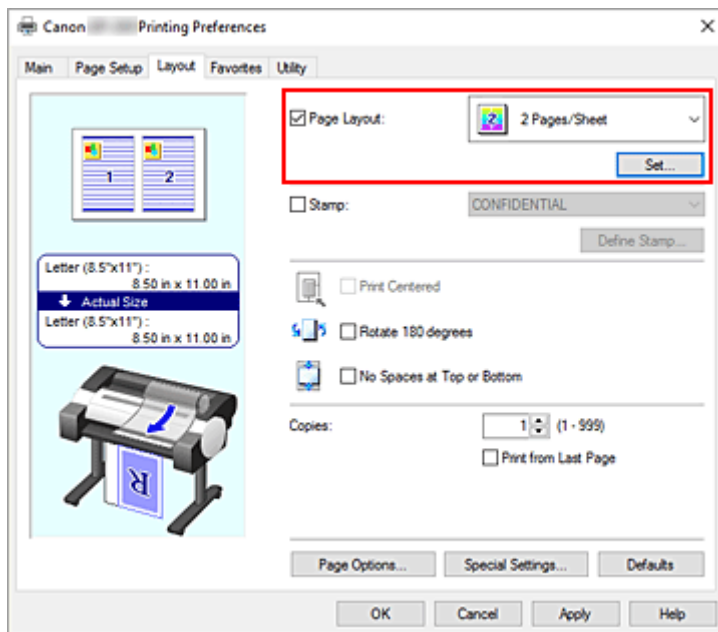 Canon Printing Preferences
Main Page Setup Layout Favorites Utility
1 2
Letter (8.5"x11") :
8.50 in x 11.00 in
Actual Size
Letter (8.5"x11") :
8.50 in x 11.00 in
R
Page Layout: 2 2 Pages/Sheet
Set...
Stamp: CONFIDENTIAL
Define Stamp...
Print Centered
Rotate 180 degrees
No Spaces at Top or Bottom
Copies: 1 (1 - 999)
Print from Last Page
Page Options... Special Settings... Defaults
OK Cancel Apply Help